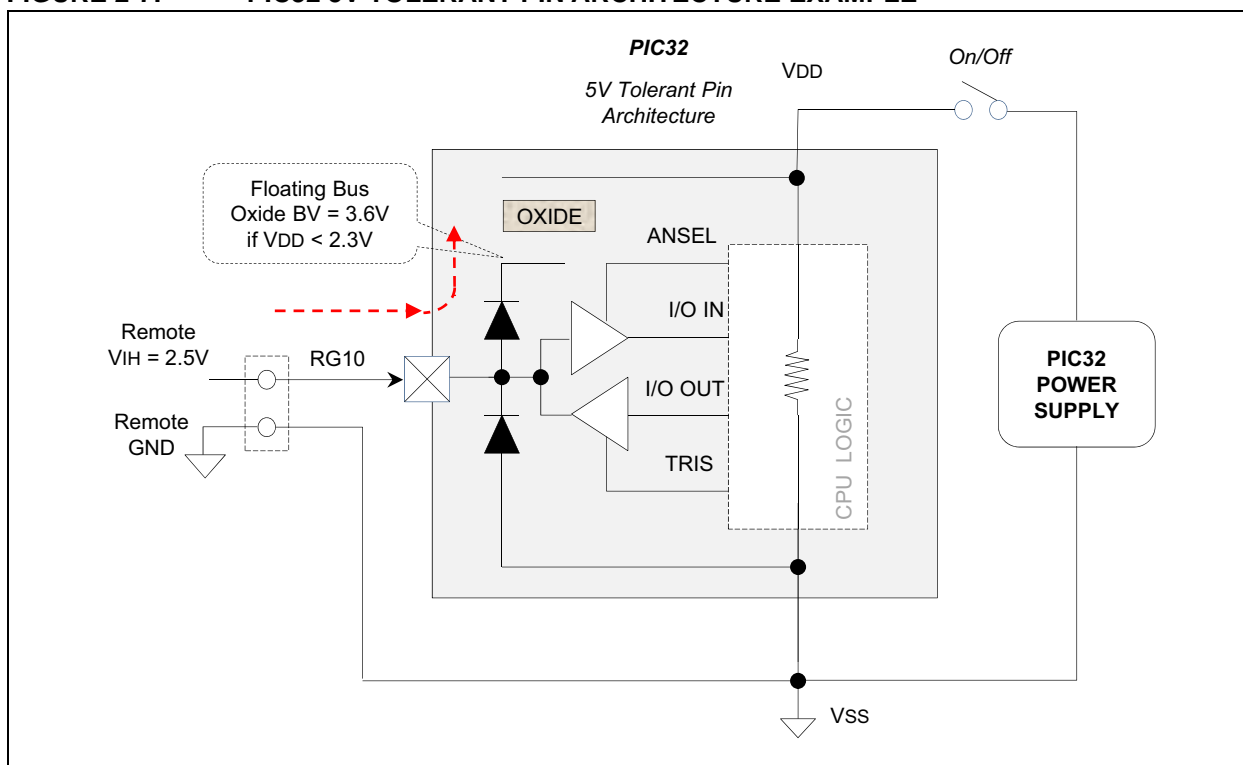 PIC32
5V Tolerant Pin
Architecture
VDD
On/Off
Floating Bus
Oxide BV = 3.6V
if VDD < 2.3V
OXIDE
ANSEL
I/O IN
Remote
VIH = 2.5V
RG10
I/O OUT
Remote
GND
TRIS
CPU LOGIC
PIC32
POWER
SUPPLY
VSS